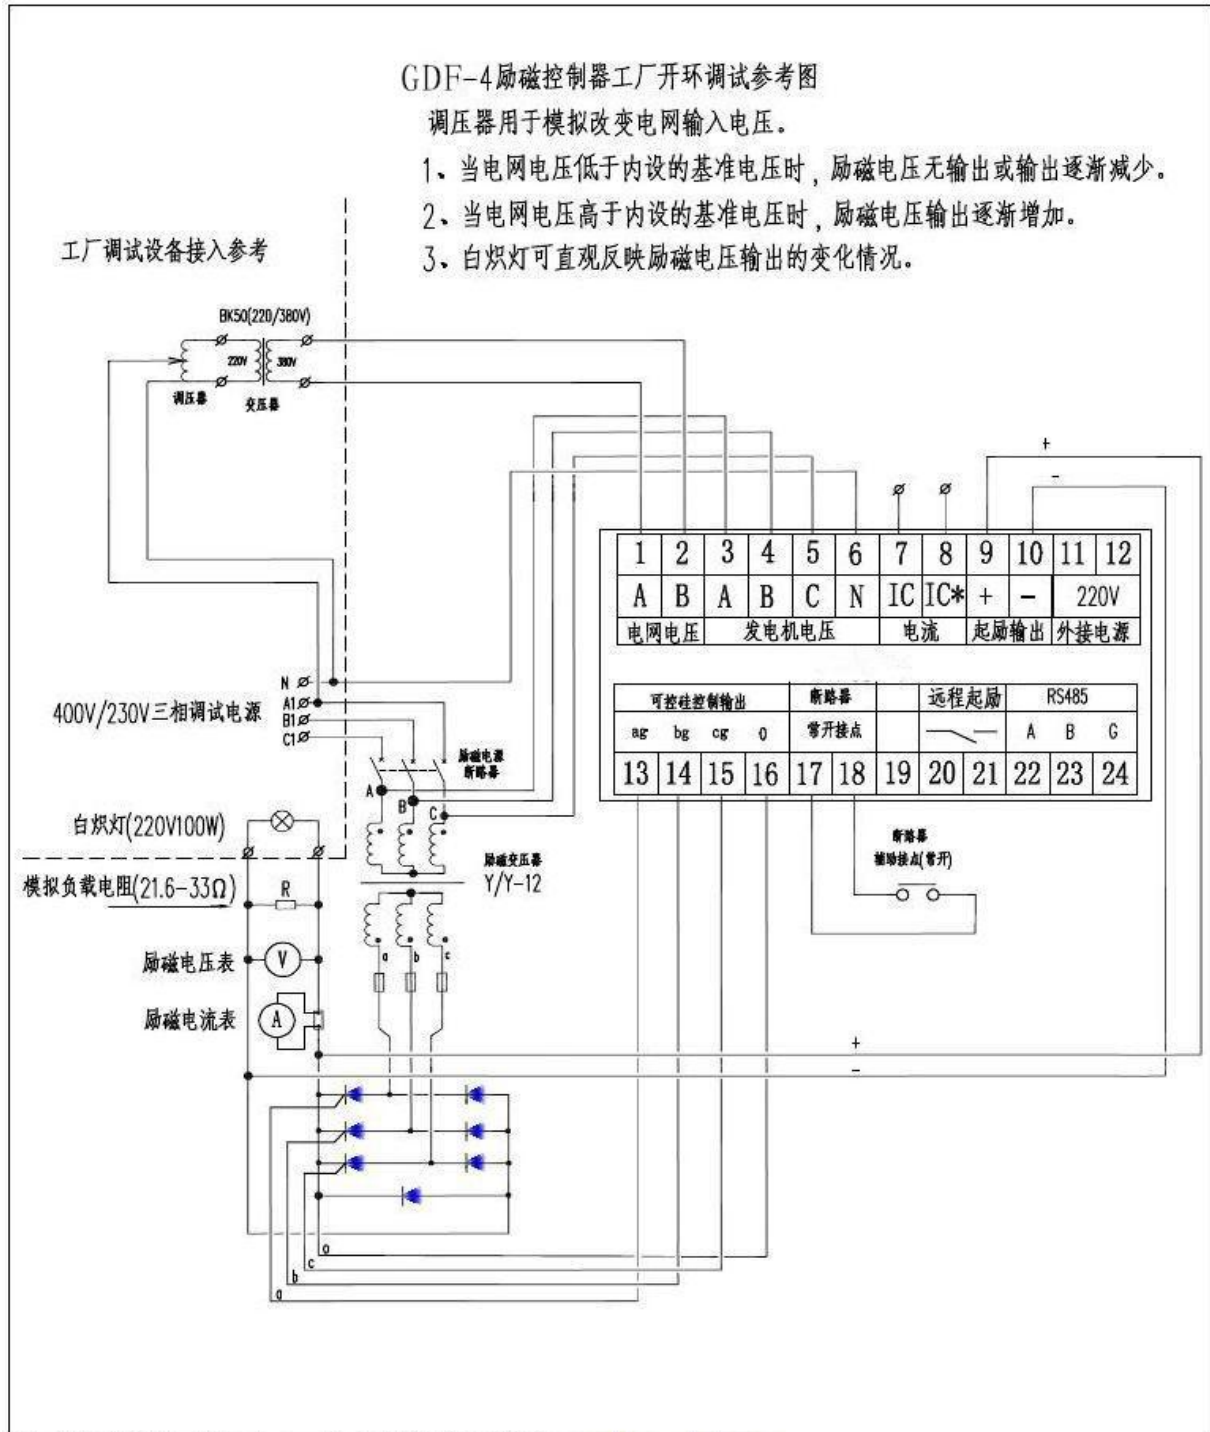 GDF-4励磁控制器工厂开环调试参考图
调压器用于模拟改变电网输入电压。
1、当电网电压低于内设的基准电压时，励磁电压无输出或输出逐渐减少。
2、当电网电压高于内设的基准电压时，励磁电压输出逐渐增加。
3、白炽灯可直观反映励磁电压输出的变化情况。
工厂调试设备接入参考
BK50(220/380V)
220V 380V
调压器 变压器
+
-
1 2 3 4 5 6 7 8 9 10 11 12
A B A B C N IC IC* + - 220V
电网电压 发电机电压 电流 起励输出 外接电源
可控硅控制输出 断路器 远程起励 RS485
ag bg cg 0 常开接点 A B G
13 14 15 16 17 18 19 20 21 22 23 24
N
A1
B1
C1
400V/230V三相调试电源
励磁电源
断路器
A
B
C
白炽灯(220V100W)
励磁变压器
Y/Y-12
断路器
辅助接点(常开)
模拟负载电阻(21.6-33Ω)
R
a b c
励磁电压表
V
励磁电流表
A
+
-
o
c
b
a